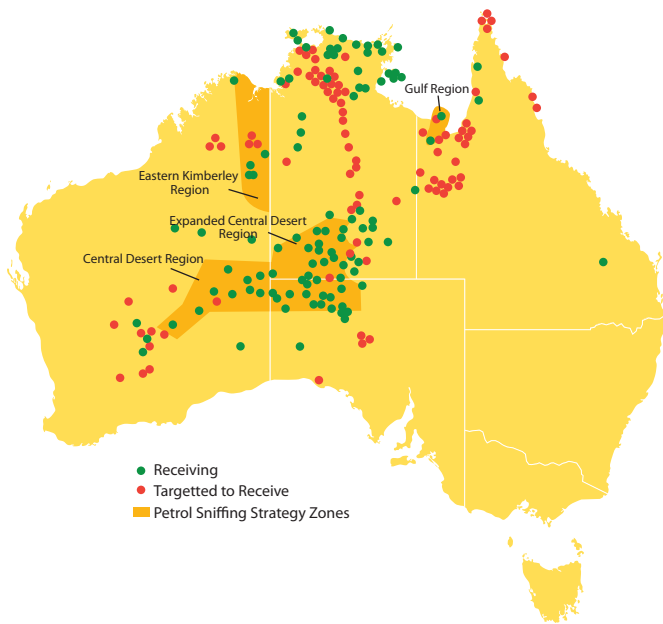 Gulf Region
Eastern Kimberley
Region
Expanded Central Desert
Region
Central Desert Region
Receiving
Targetted to Receive
Petrol Sniffing Strategy Zones